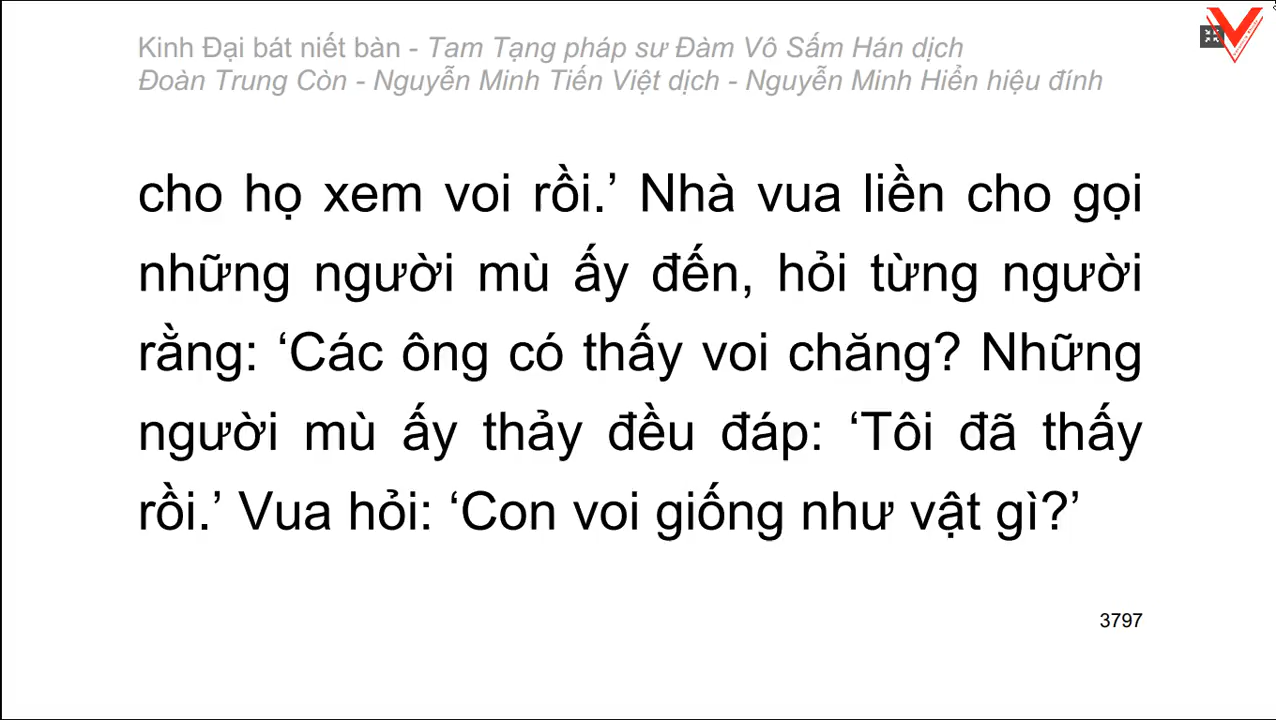 Kinh Đại bát niết bàn - Tam Tạng pháp sư Đàm Vô Sấm Hán dịch
Đoàn Trung Còn - Nguyễn Minh Tiến Việt dịch - Nguyễn Minh Hiển hiệu đính
cho họ xem voi rồi.’ Nhà vua liền cho gọi
những người mù ấy đến, hỏi từng người
rằng: ‘Các ông có thấy voi chăng? Những
người mù ấy thảy đều đáp: ‘Tôi đã thấy
rồi.’ Vua hỏi: ‘Con voi giống như vật gì?’
3797